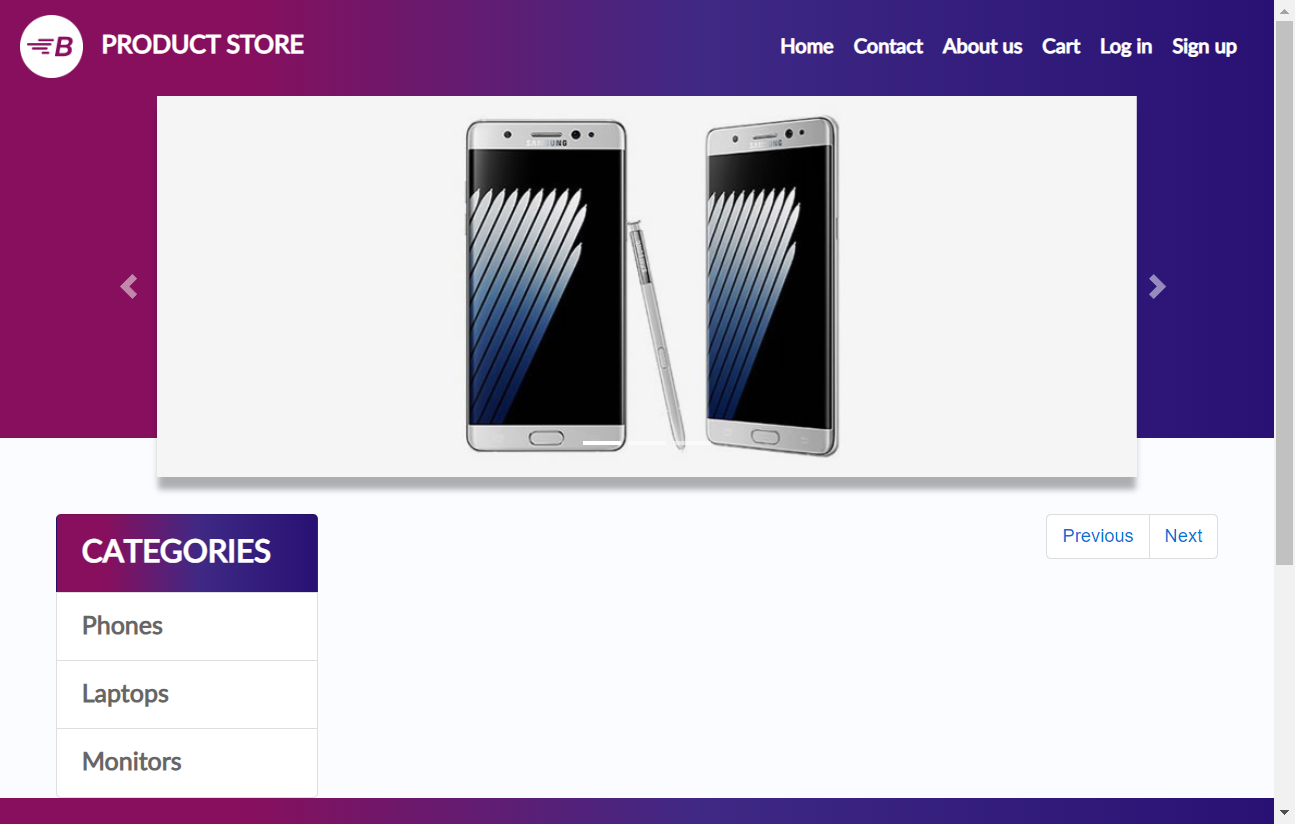 B PRODUCT STORE
Home Contact About us Cart Log in Sign up
SAMSUNG SAMSUNG
CATEGORIES
Previous Next
Phones
Laptops
Monitors